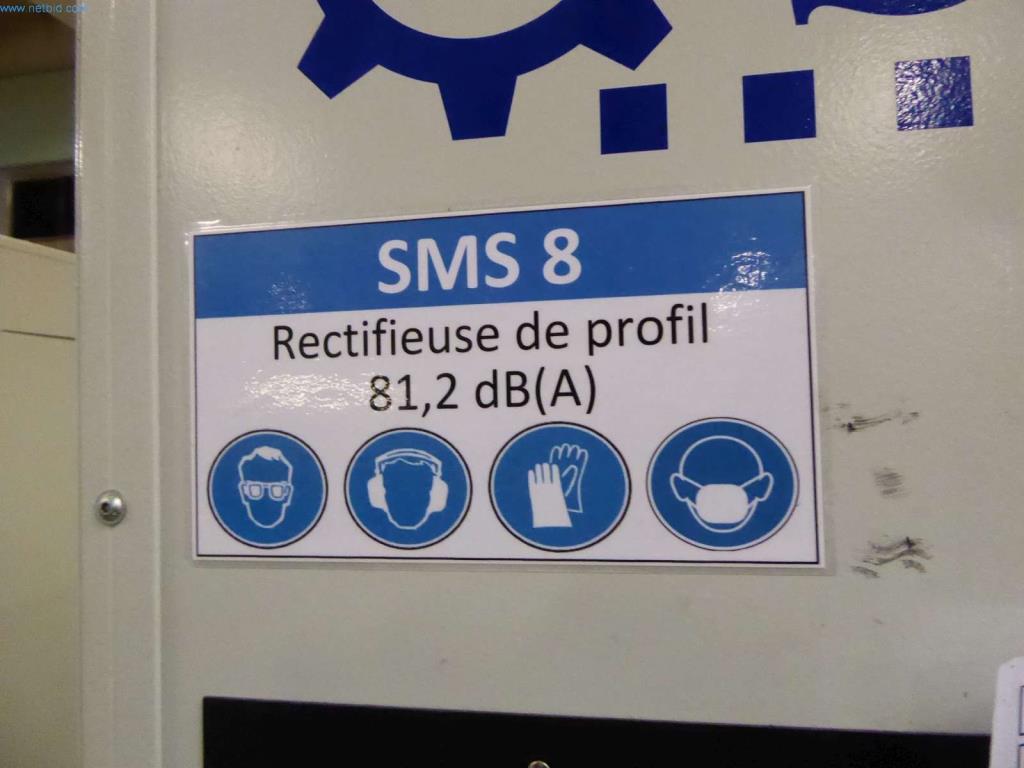 www.netbid.com
SMS 8
Rectifieuse de profil
81,2 dB(A)